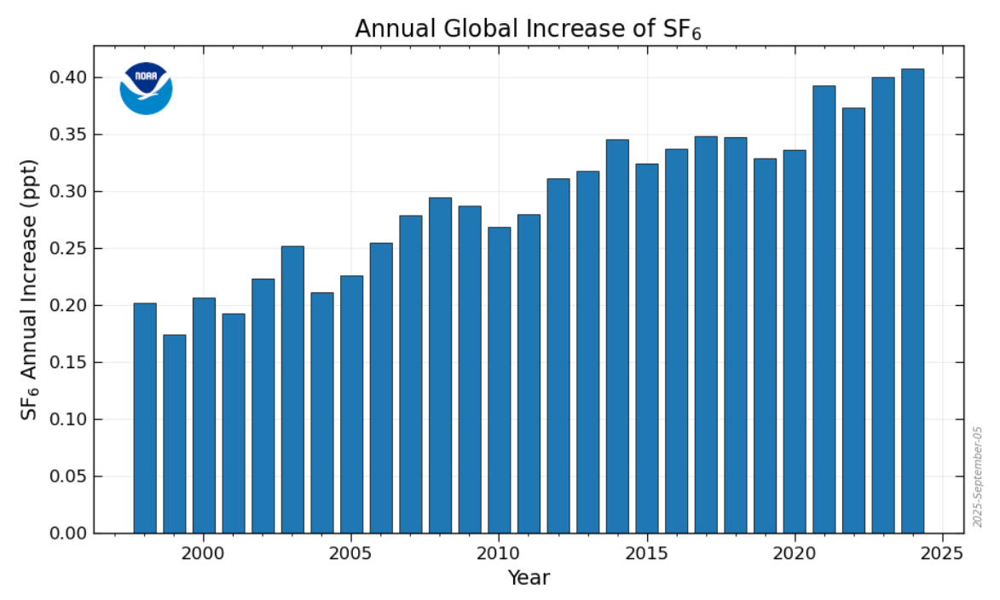 Annual Global Increase of SF₆
NOAA
0.40
0.35
0.30
0.25
0.20
0.15
0.10
0.05
0.00
SF₆ Annual Increase (ppt)
2000 2005 2010 2015 2020 2025
Year
2025-September-05